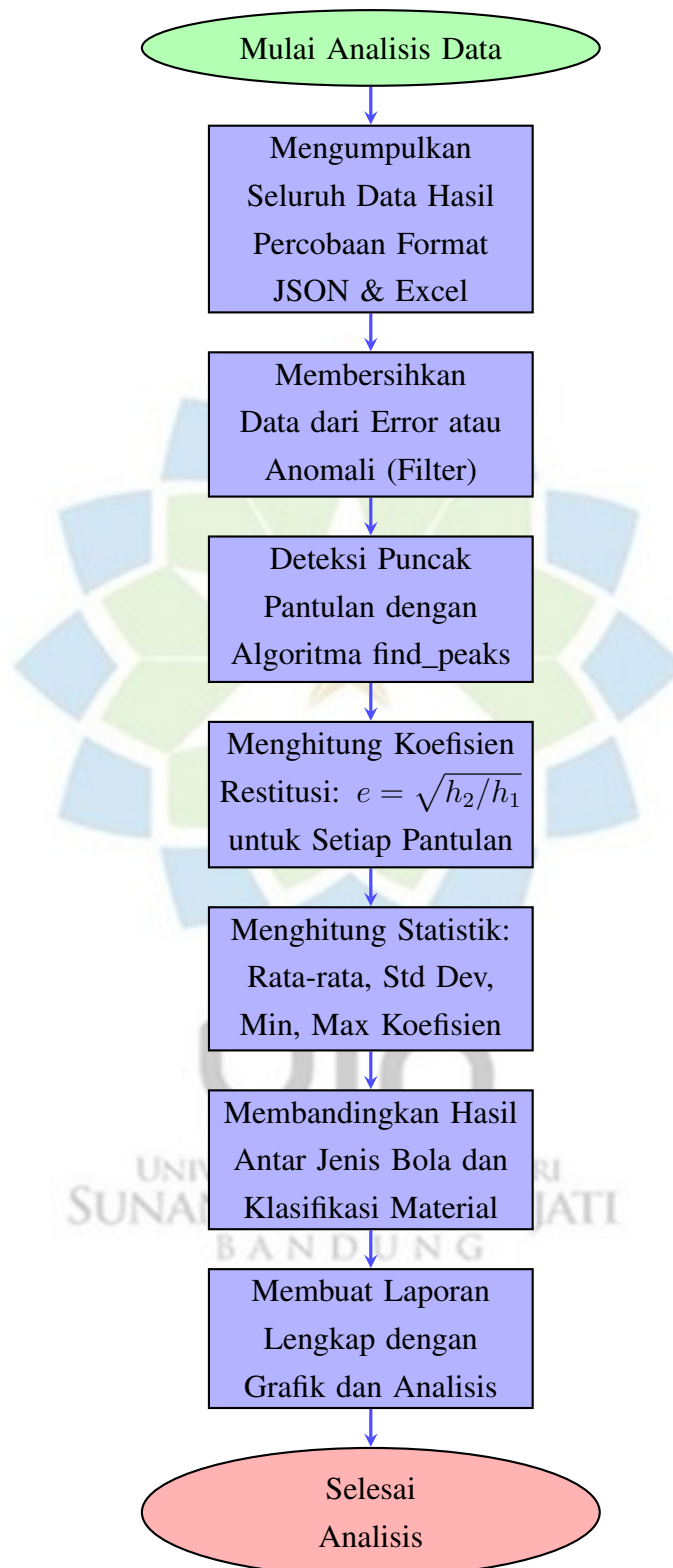 Mulai Analisis Data
Mengumpulkan
Seluruh Data Hasil
Percobaan Format
JSON & Excel
Membersihkan
Data dari Error atau
Anomali (Filter)
Deteksi Puncak
Pantulan dengan
Algoritma find_peaks
Menghitung Koefisien
Restitusi: e = √h₂/h₁
untuk Setiap Pantulan
Menghitung Statistik:
Rata-rata, Std Dev,
Min, Max Koefisien
Membandingkan Hasil
Antar Jenis Bola dan
Klasifikasi Material
SUNAN JATI
BANDUNG
Membuat Laporan
Lengkap dengan
Grafik dan Analisis
Selesai
Analisis